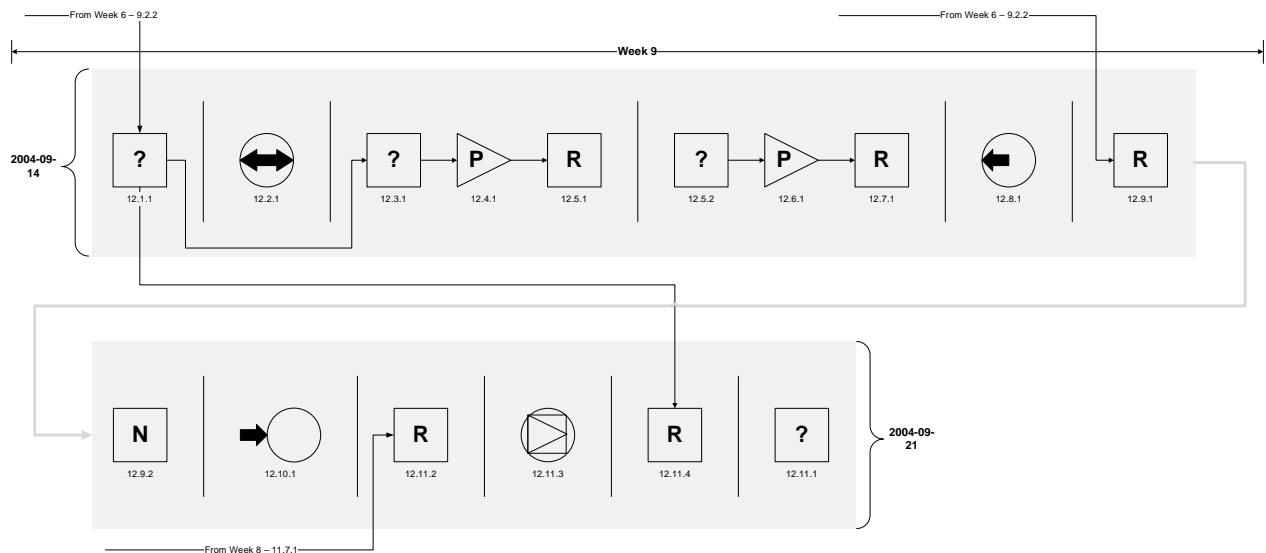 From Week 6 – 9.2.2
From Week 6 – 9.2.2
Week 9
2004-09-
14
?
?
P
R
?
P
R
R
12.1.1
12.2.1
12.3.1
12.4.1
12.5.1
12.5.2
12.6.1
12.7.1
12.8.1
12.9.1
N
R
R
?
2004-09-
21
12.9.2
12.10.1
12.11.2
12.11.3
12.11.4
12.11.1
From Week 8 – 11.7.1